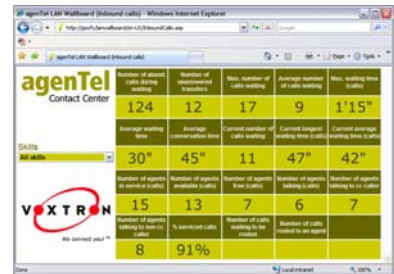 agenTel LAN Wallboard (inbound calls) - Windows Internet Explorer
Google
agenTel LAN Wallboard (inbound calls)
Page
Tools
agenTel
Contact Center
Skills
All skills
VOXTRON
We connect you
Number of aband. calls during waiting
Number of unanswered transfers
Max. number of calls waiting
Average number of calls waiting
Max. waiting time (calls)
124
12
17
9
1'15"
Average waiting time
Average conversation time
Current number of calls waiting
Current longest waiting time (calls)
Current average waiting time (calls)
30"
45"
11
47"
42"
Number of agents in service (calls)
Number of agents available (calls)
Number of agents free (calls)
Number of agents talking (calls)
Number of agents talking to cc caller
15
13
7
6
7
Number of agents talking to non cc caller
% serviced calls
Number of calls waiting to be routed
Number of calls routed to an agent
8
91%
Done
Local intranet
100%